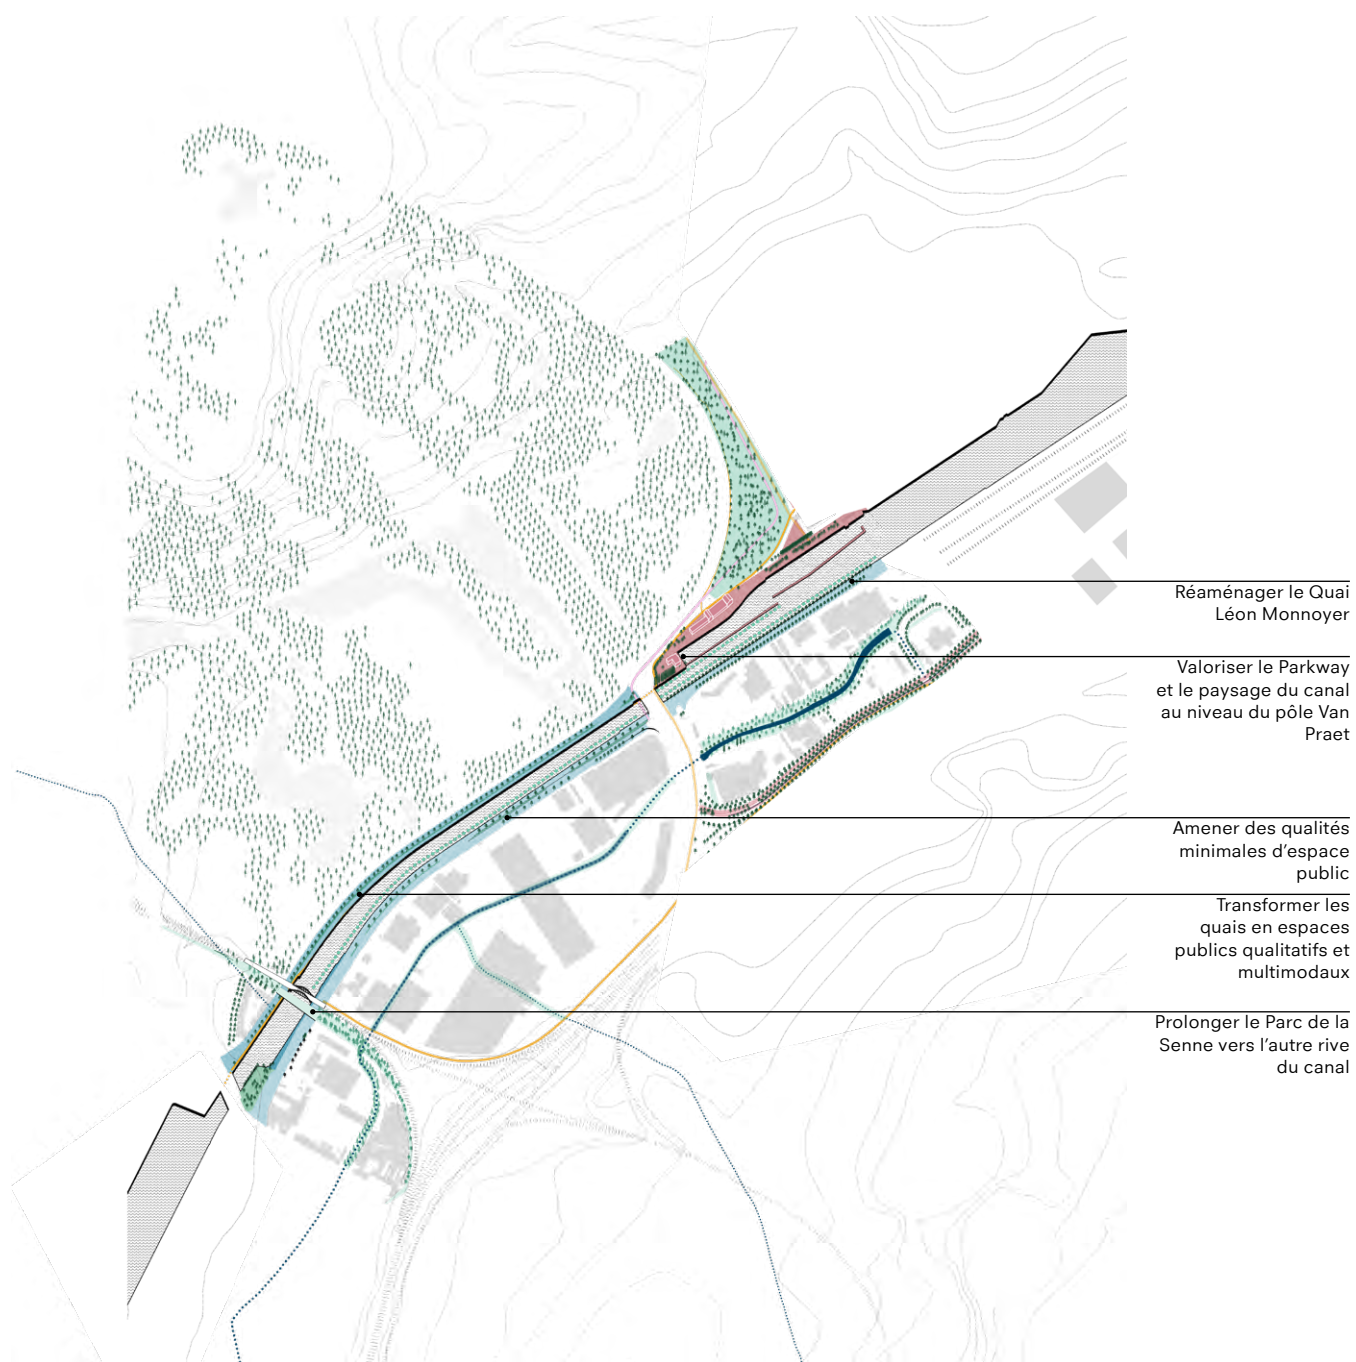 Réaménager le Quai
Léon Monnoyer
Valoriser le Parkway
et le paysage du canal
au niveau du pôle Van
Praet
Amener des qualités
minimales d'espace
public
Transformer les
quais en espaces
publics qualitatifs et
multimodaux
Prolonger le Parc de la
Senne vers l'autre rive
du canal